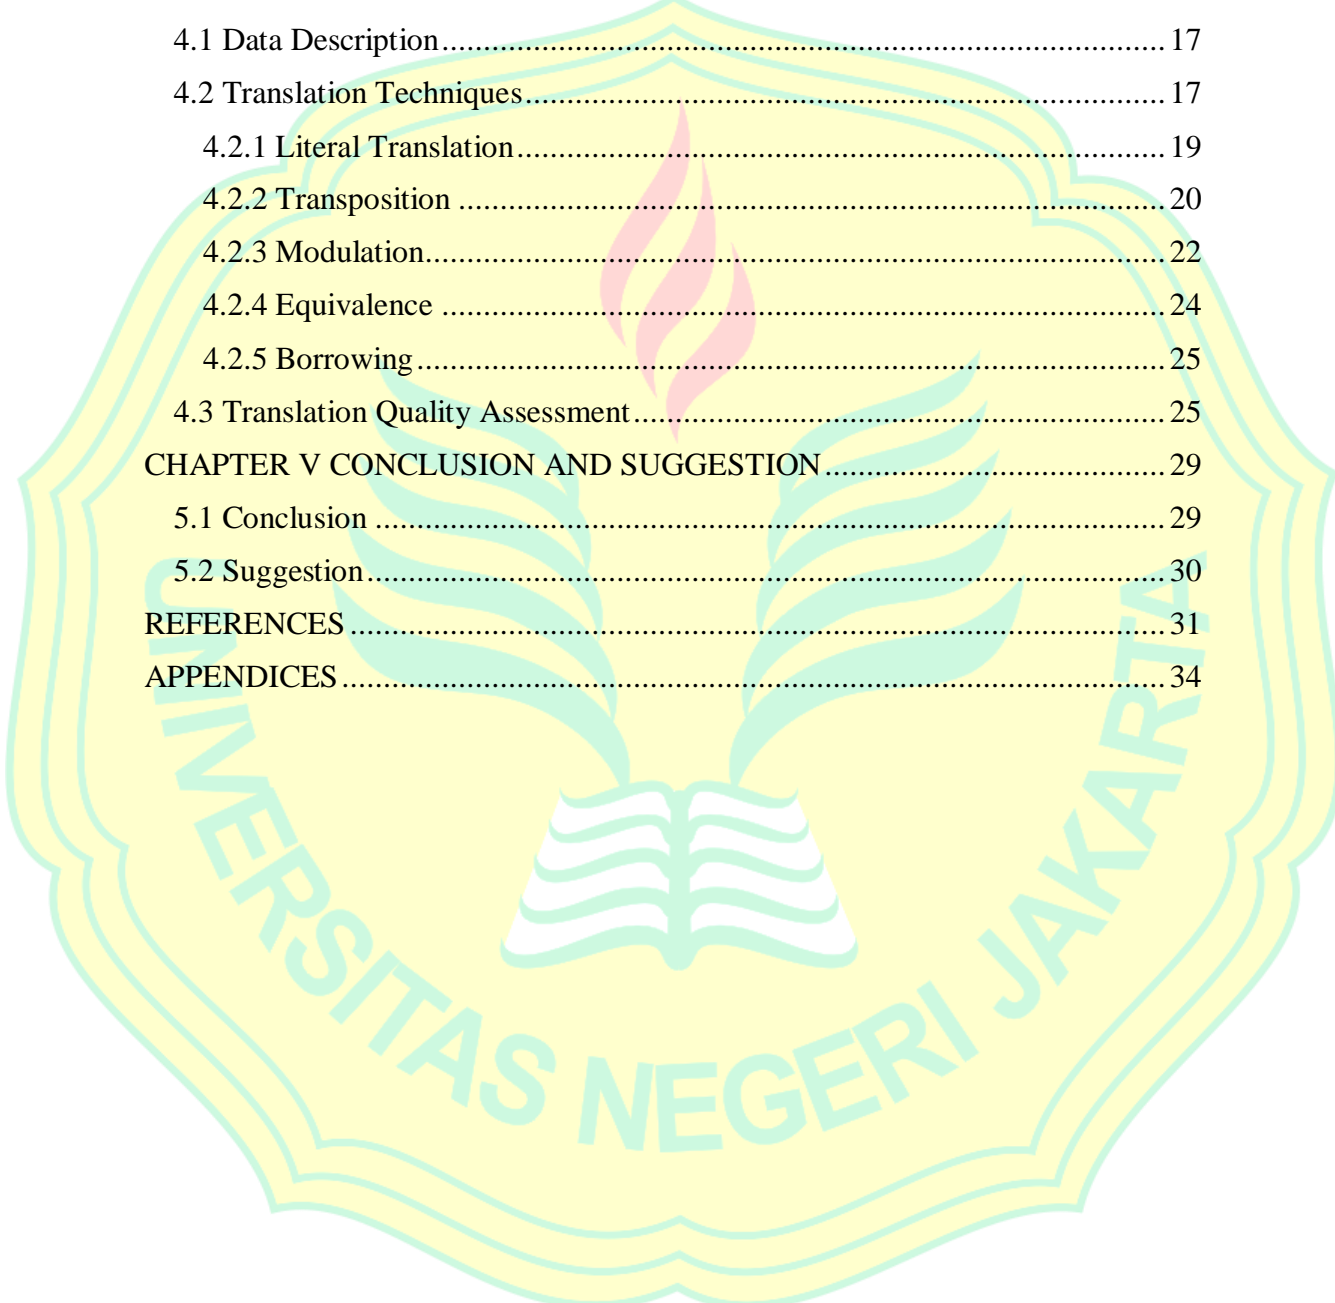 4.1 Data Description.......................................................................................... 17
4.2 Translation Techniques................................................................................ 17
4.2.1 Literal Translation................................................................................. 19
4.2.2 Transposition ........................................................................................ 20
4.2.3 Modulation............................................................................................ 22
4.2.4 Equivalence .......................................................................................... 24
4.2.5 Borrowing............................................................................................. 25
4.3 Translation Quality Assessment................................................................... 25
CHAPTER V CONCLUSION AND SUGGESTION.......................................... 29
5.1 Conclusion .................................................................................................. 29
5.2 Suggestion................................................................................................... 30
REFERENCES .................................................................................................... 31
APPENDICES ..................................................................................................... 34
UNIVERSITAS NEGERI JAKARTA